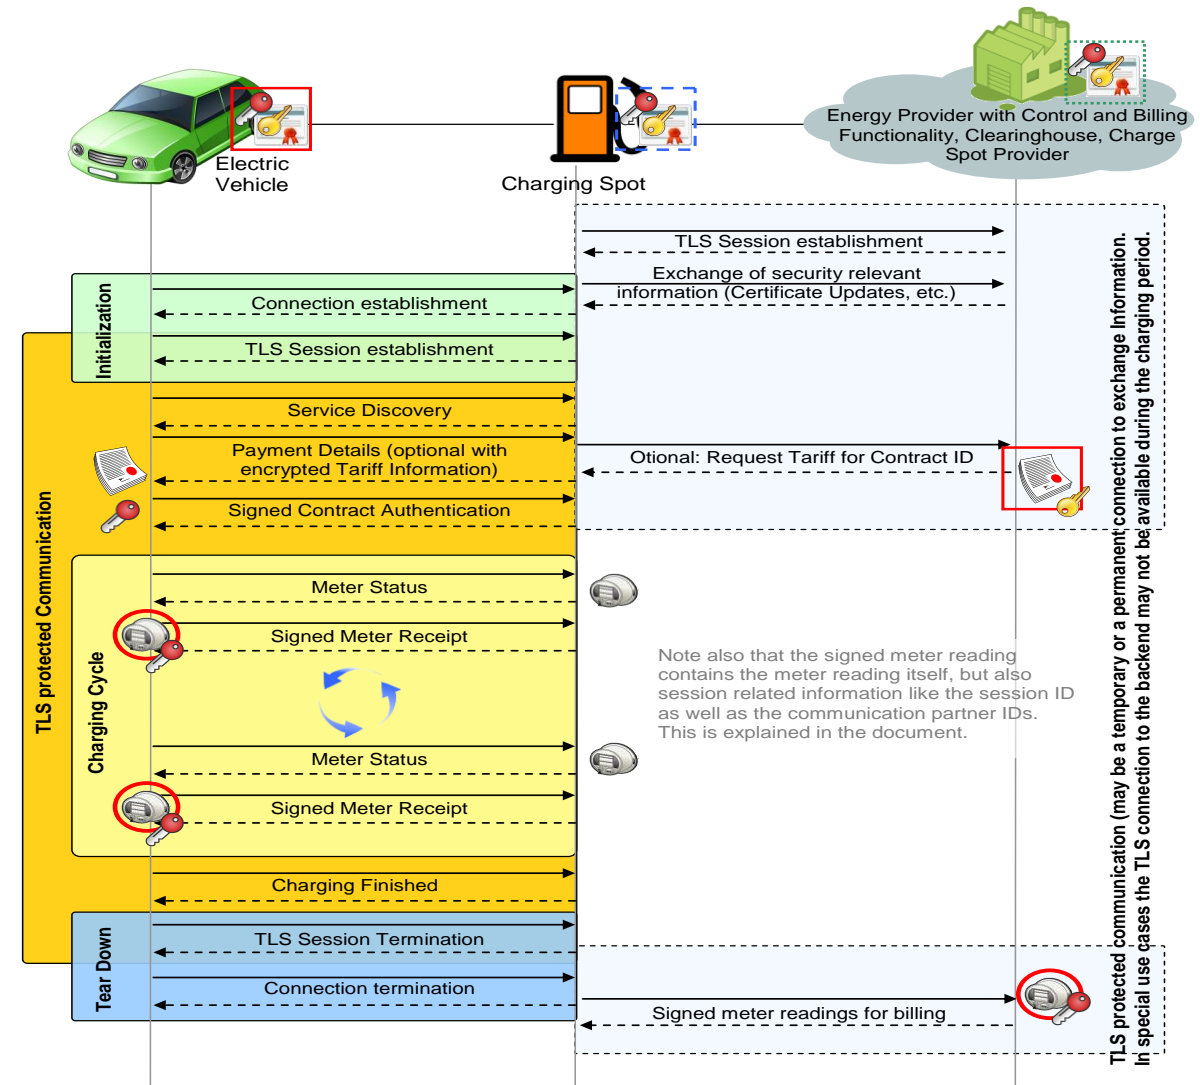 Energy Provider with Control and Billing
Functionality, Clearinghouse, Charge
Spot Provider
Electric
Vehicle
Charging Spot
TLS Session establishment
Exchange of security relevant
information (Certificate Updates, etc.)
Initialization
Connection establishment
TLS Session establishment
TLS protected Communication
Service Discovery
Payment Details (optional with
encrypted Tariff Information)
Otional: Request Tariff for Contract ID
Signed Contract Authentication
Charging Cycle
Meter Status
Signed Meter Receipt
Note also that the signed meter reading
contains the meter reading itself, but also
session related information like the session ID
as well as the communication partner IDs.
This is explained in the document.
Meter Status
Signed Meter Receipt
Charging Finished
Tear Down
TLS Session Termination
Connection termination
Signed meter readings for billing
TLS protected communication (may be a temporary or a permanent connection to exchange Information.
In special use cases the TLS connection to the backend may not be available during the charging period.